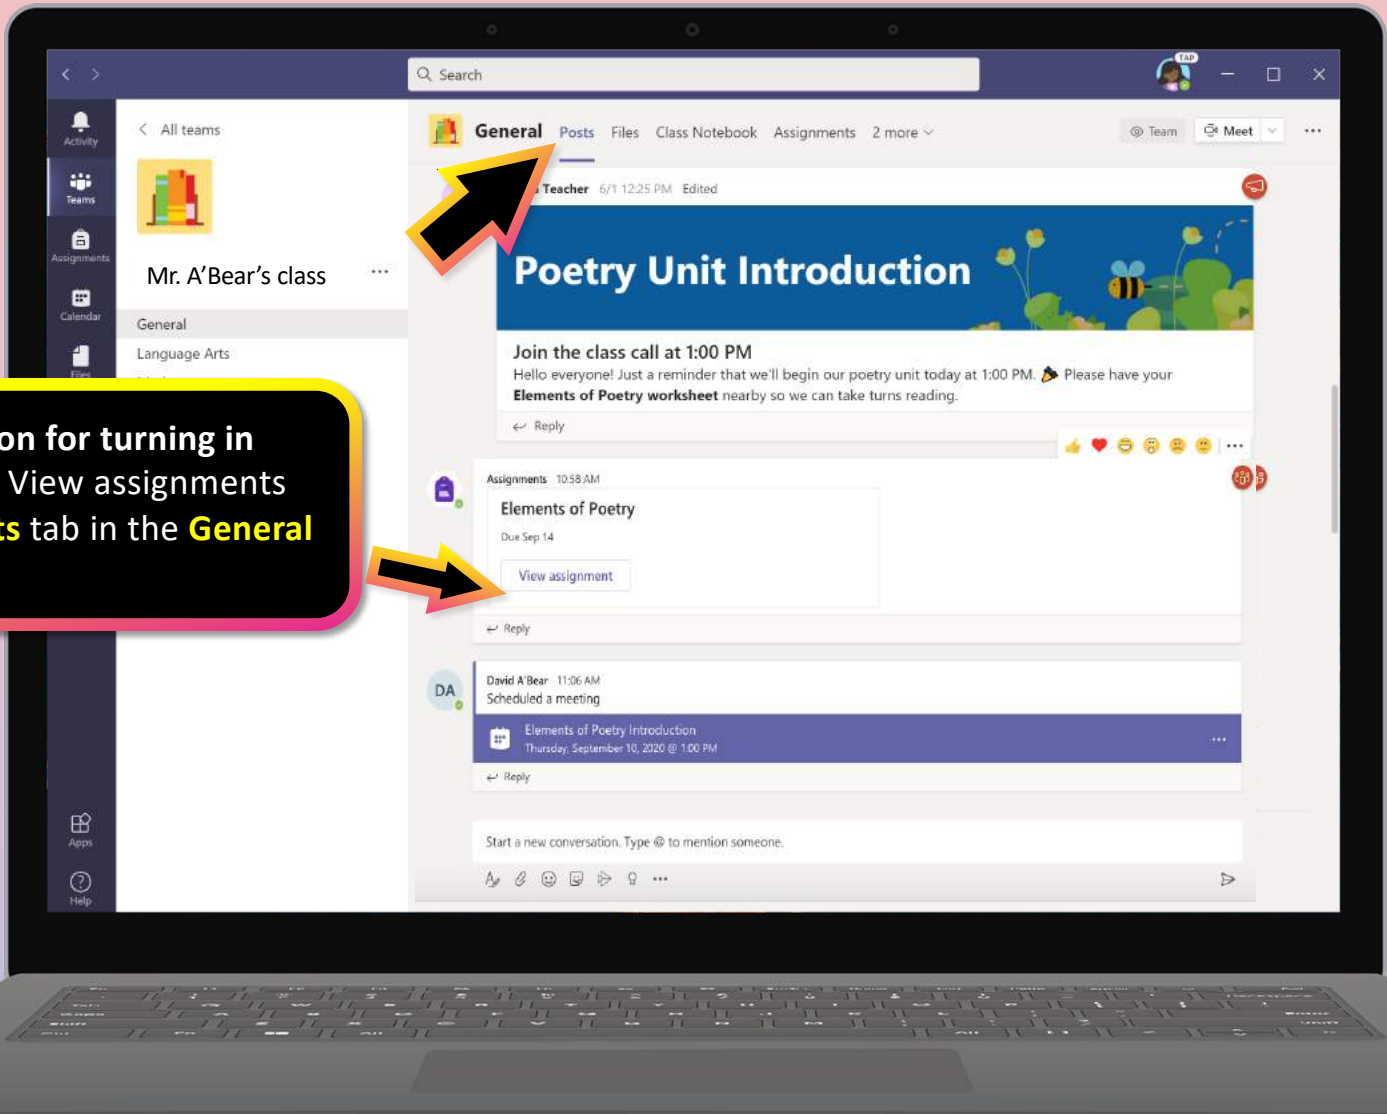 Search
TAP
Activity
Teams
Assignments
Calendar
Files
Apps
Help
All teams
Mr. A'Bear's class
General
Language Arts
on for turning in
View assignments
ts tab in the General
General Posts Files Class Notebook Assignments 2 more
Team Meet
Teacher 6/1 12:25 PM Edited
Poetry Unit Introduction
Join the class call at 1:00 PM
Hello everyone! Just a reminder that we'll begin our poetry unit today at 1:00 PM. 🎉 Please have your
Elements of Poetry worksheet nearby so we can take turns reading.
Reply
Assignments 10:58 AM
Elements of Poetry
Due Sep 14
View assignment
Reply
DA
David A'Bear 11:06 AM
Scheduled a meeting
Elements of Poetry Introduction
Thursday, September 10, 2020 @ 1:00 PM
Reply
Start a new conversation. Type @ to mention someone.